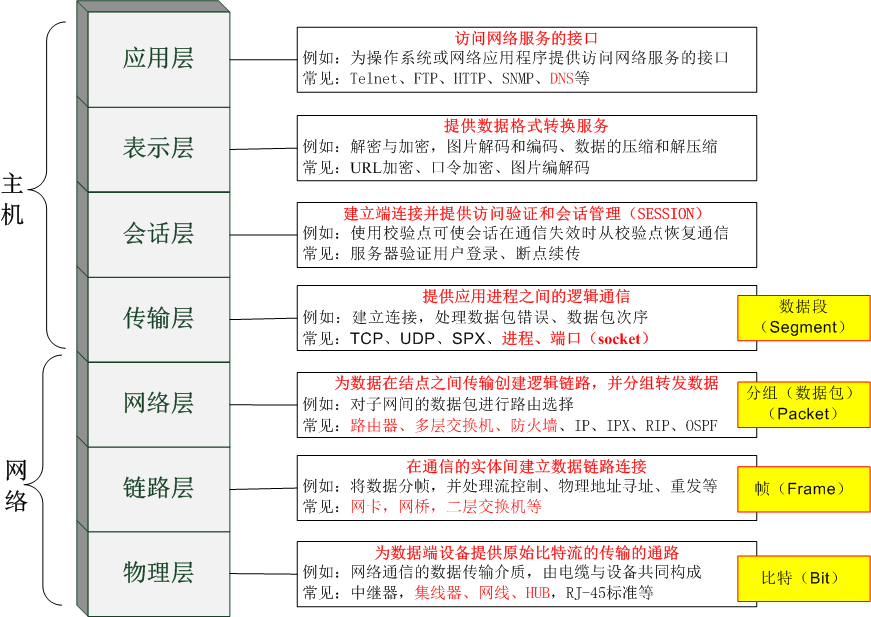 主机
应用层
访问网络服务的接口
例如：为操作系统或网络应用程序提供访问网络服务的接口
常见：Telnet、FTP、HTTP、SNMP、DNS等
表示层
提供数据格式转换服务
例如：解密与加密，图片解码和编码、数据的压缩和解压缩
常见：URL加密、口令加密、图片编解码
会话层
建立端连接并提供访问验证和会话管理（SESSION）
例如：使用校验点可使会话在通信失效时从校验点恢复通信
常见：服务器验证用户登录、断点续传
传输层
提供应用进程之间的逻辑通信
例如：建立连接，处理数据包错误、数据包次序
常见：TCP、UDP、SPX、进程、端口（socket）
数据段
（Segment）
网络
网络层
为数据在结点之间传输创建逻辑链路，并分组转发数据
例如：对子网间的数据包进行路由选择
常见：路由器、多层交换机、防火墙、IP、IPX、RIP、OSPF
分组（数据包）
（Packet）
链路层
在通信的实体间建立数据链路连接
例如：将数据分帧，并处理流控制、物理地址寻址、重发等
常见：网卡，网桥，二层交换机等
帧（Frame）
物理层
为数据端设备提供原始比特流的传输的通路
例如：网络通信的数据传输介质，由电缆与设备共同构成
常见：中继器，集线器、网线、HUB，RJ-45标准等
比特（Bit）